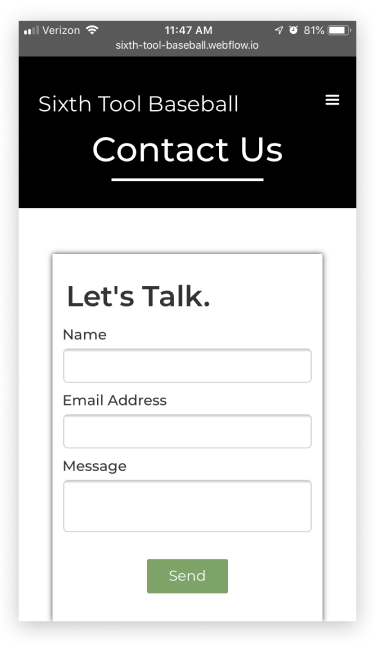 Verizon 11:47 AM 81%
sixth-tool-baseball.webflow.io
Sixth Tool Baseball
Contact Us
Let's Talk.
Name
Email Address
Message
Send